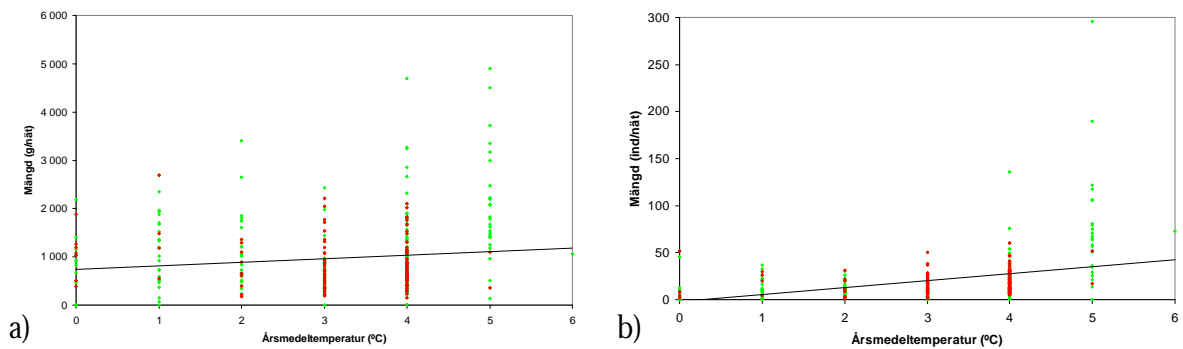 6 000
5 000
4 000
3 000
2 000
1 000
0
Mängd (g/nät)
0 1 2 3 4 5 6
Årsmedeltemperatur (ºC)
a)
300
250
200
150
100
50
0
Mängd (ind/nät)
0 1 2 3 4 5 6
Årsmedeltemperatur (ºC)
b)